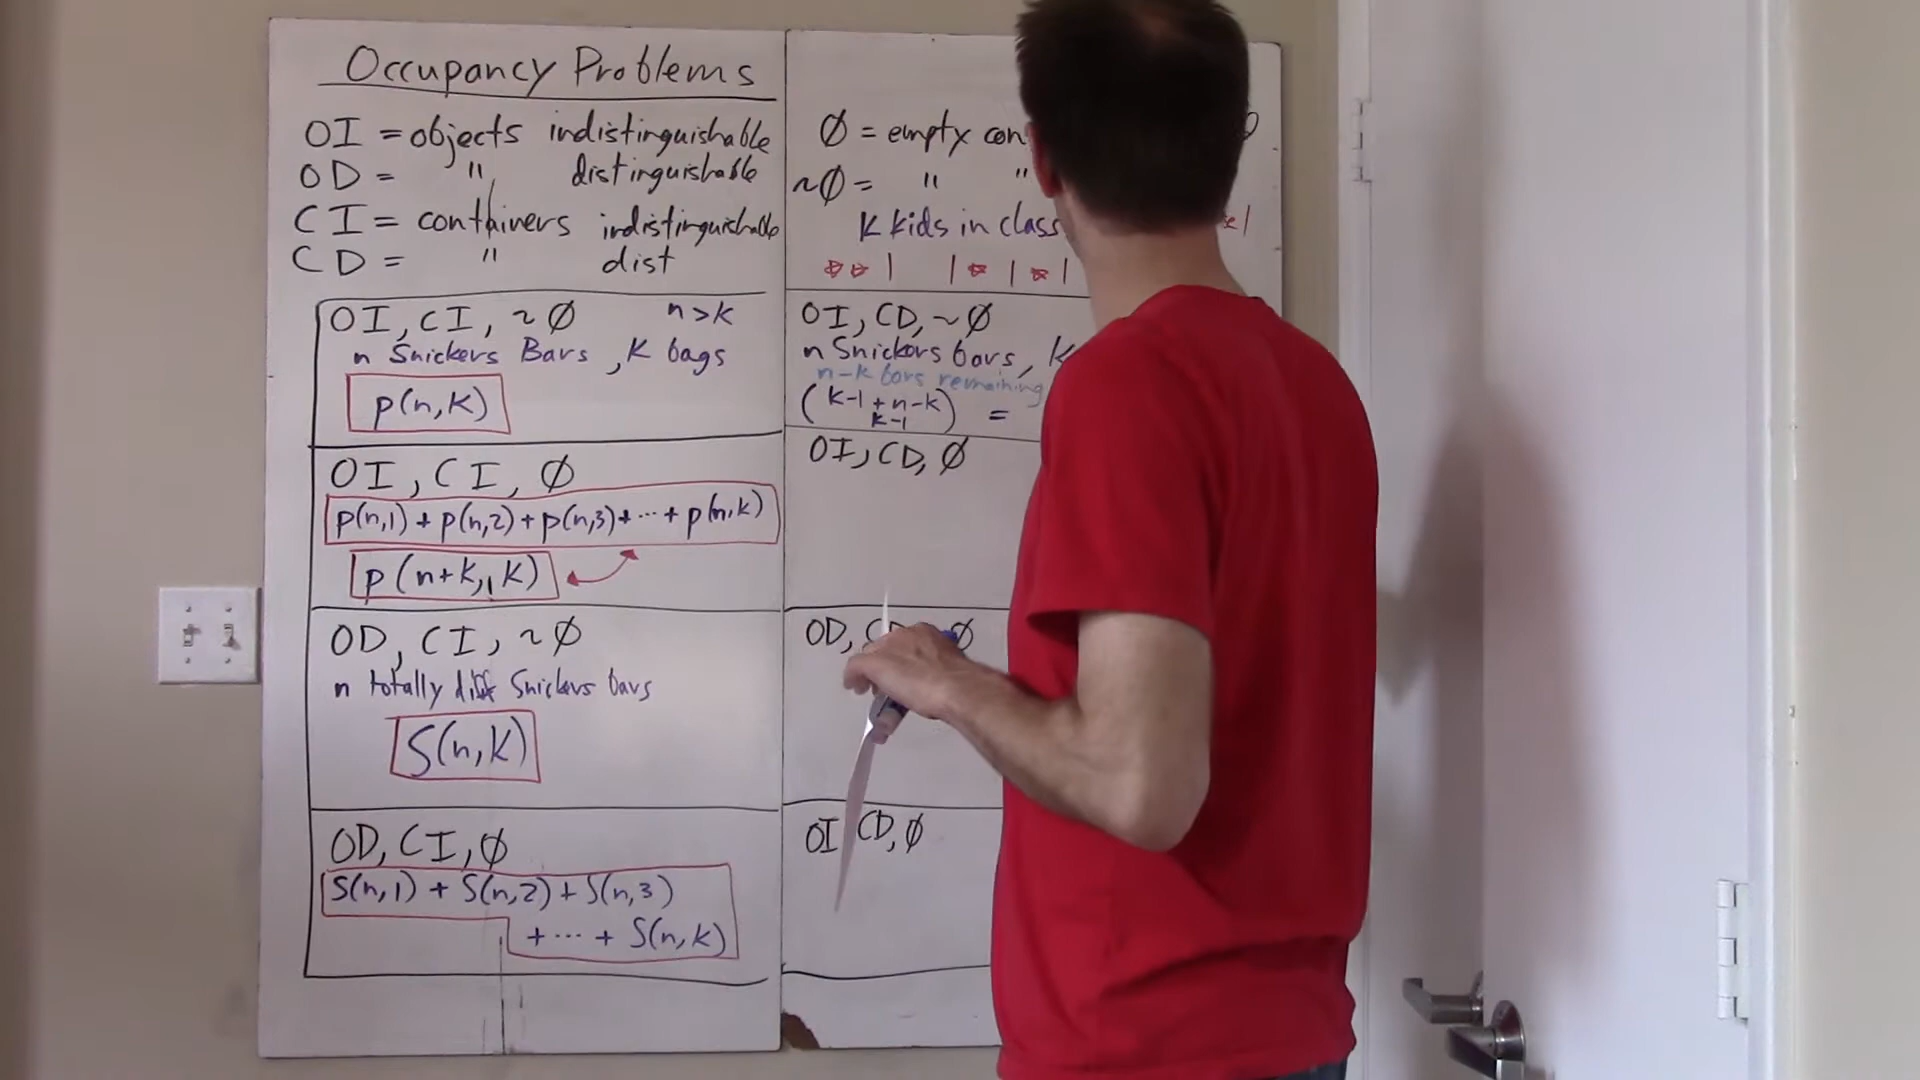 Occupancy Problems
OI = objects indistinguishable
OD = " distinguishable
CI = containers indistinguishable
CD = " dist
OI, CI, ~∅ n>k
n Snickers Bars, K bags
p(n,k)
OI, CI, ∅
p(n,1) + p(n,2) + p(n,3) + ... + p(n,k)
p(n+k, k)
OD, CI, ~∅
n totally diff Snickers bars
S(n,k)
OD, CI, ∅
S(n,1) + S(n,2) + S(n,3)
+ ... + S(n,k)
∅ = empty con
~∅ = " "
K kids in class
☆☆| |☆|☆|
OI, CD, ~∅
n Snickers bars, K
n-k bars remaining
(k-1+n-k
k-1) =
OI, CD, ∅
OD, ∅
OI CD, ∅